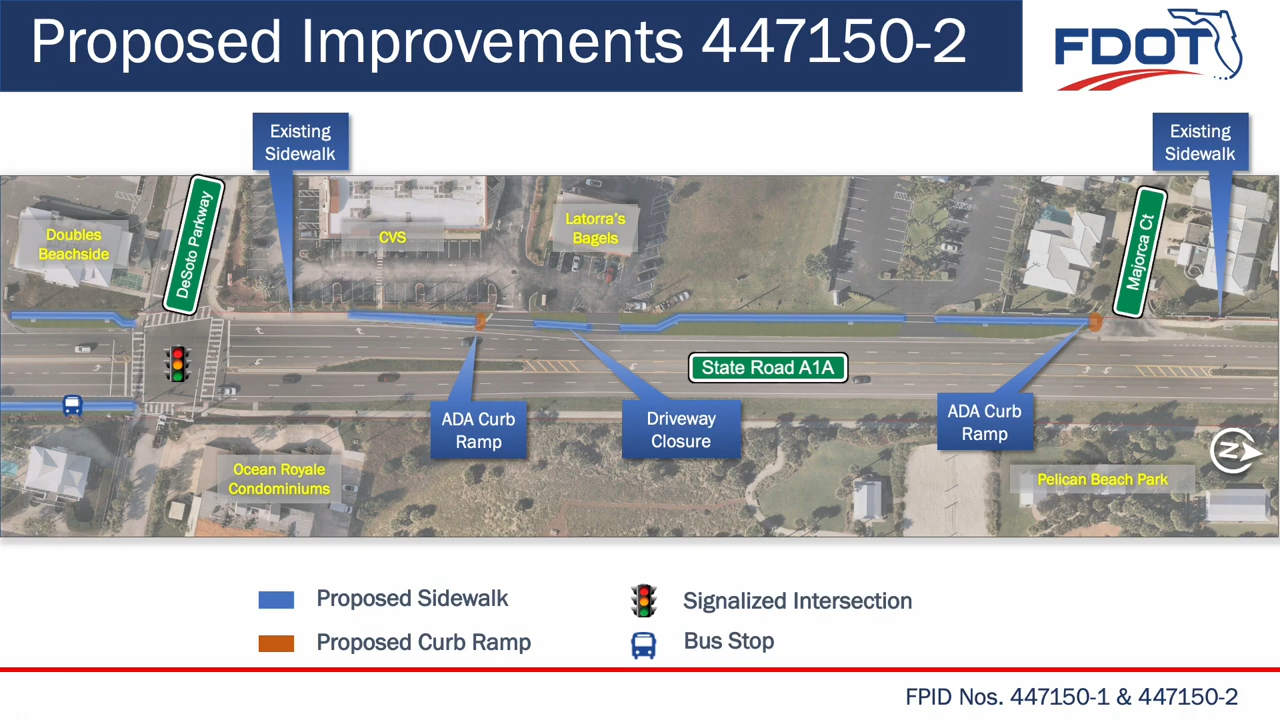 Proposed Improvements 447150-2
FDOT
Existing
Sidewalk
Existing
Sidewalk
DeSoto Parkway
Majorca Ct
Doubles
Beachside
CVS
Latorra's
Bagels
State Road A1A
ADA Curb
Ramp
Driveway
Closure
ADA Curb
Ramp
N
Ocean Royale
Condominiums
Pelican Beach Park
Proposed Sidewalk
Signalized Intersection
Proposed Curb Ramp
Bus Stop
FPID Nos. 447150-1 & 447150-2